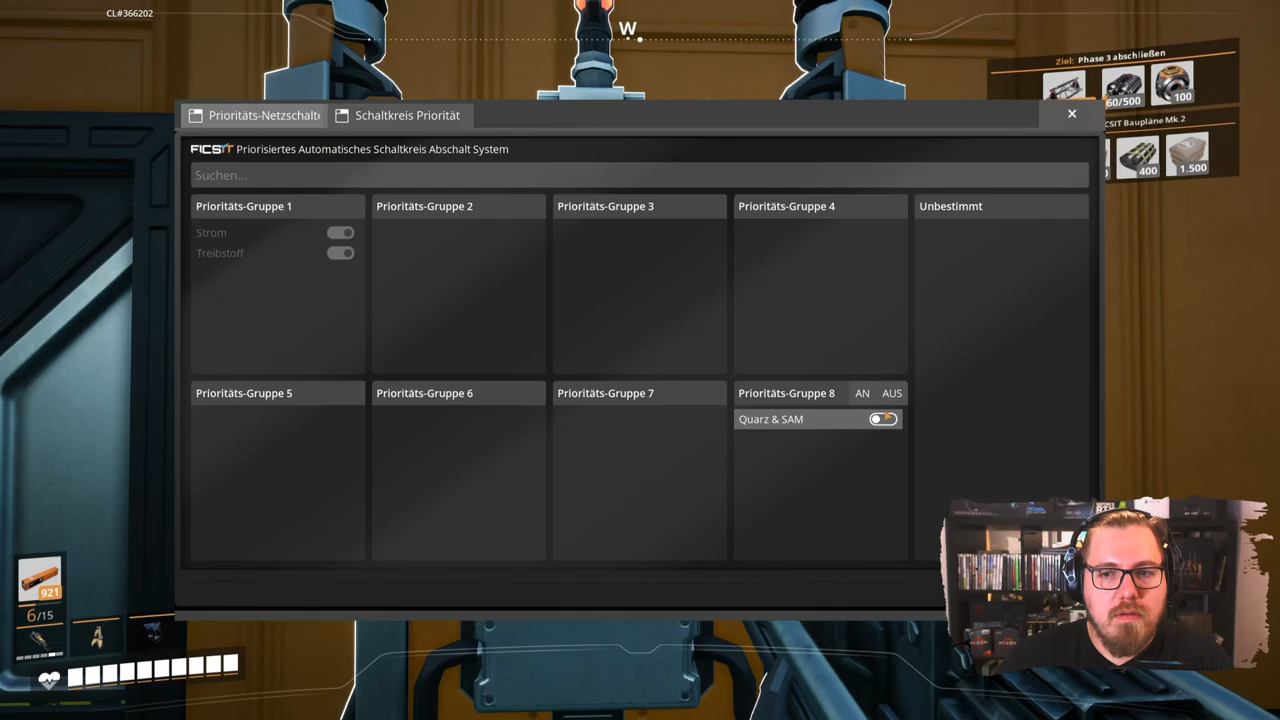 CL#366202
W
Ziel: Phase 3 abschließen
60/500
100
CSIT Baupläne Mk.2
400
1.500
Prioritäts-Netzschalt
Schaltkreis Priorität
FICSIT Priorisiertes Automatisches Schaltkreis Abschalt System
Suchen...
Prioritäts-Gruppe 1
Prioritäts-Gruppe 2
Prioritäts-Gruppe 3
Prioritäts-Gruppe 4
Unbestimmt
Strom
Treibstoff
Prioritäts-Gruppe 5
Prioritäts-Gruppe 6
Prioritäts-Gruppe 7
Prioritäts-Gruppe 8 AN AUS
Quarz & SAM
921
6/15